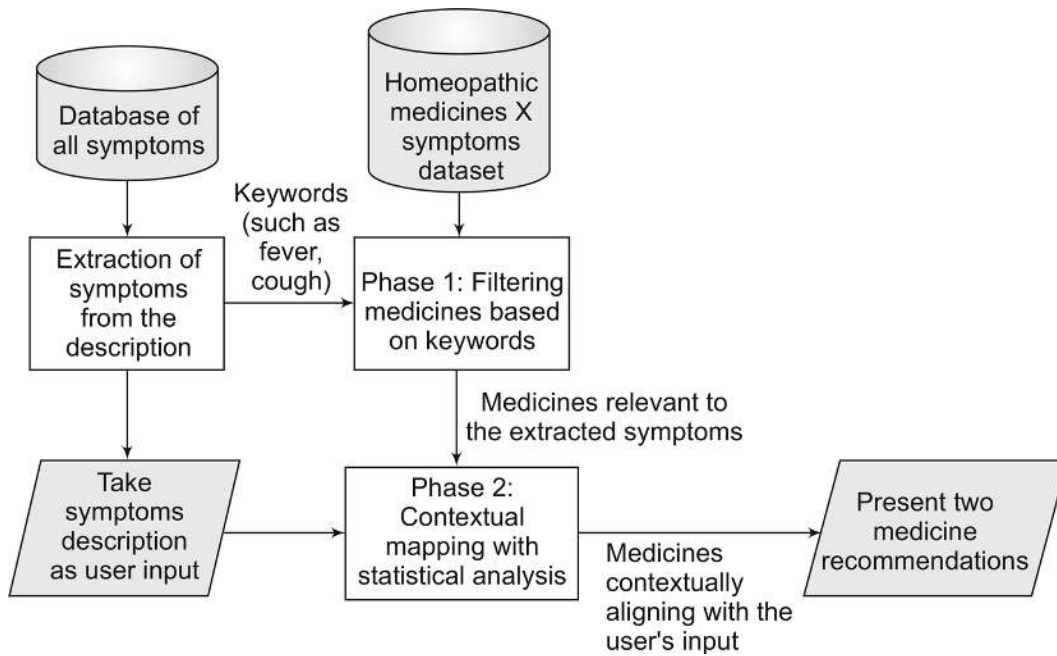 Database of
all symptoms
Homeopathic
medicines X
symptoms
dataset
Keywords
(such as
fever,
cough)
Extraction of
symptoms
from the
description
Phase 1: Filtering
medicines based
on keywords
Medicines relevant to
the extracted symptoms
Take
symptoms
description
as user input
Phase 2:
Contextual
mapping with
statistical analysis
Medicines
contextually
aligning with the
user's input
Present two
medicine
recommendations